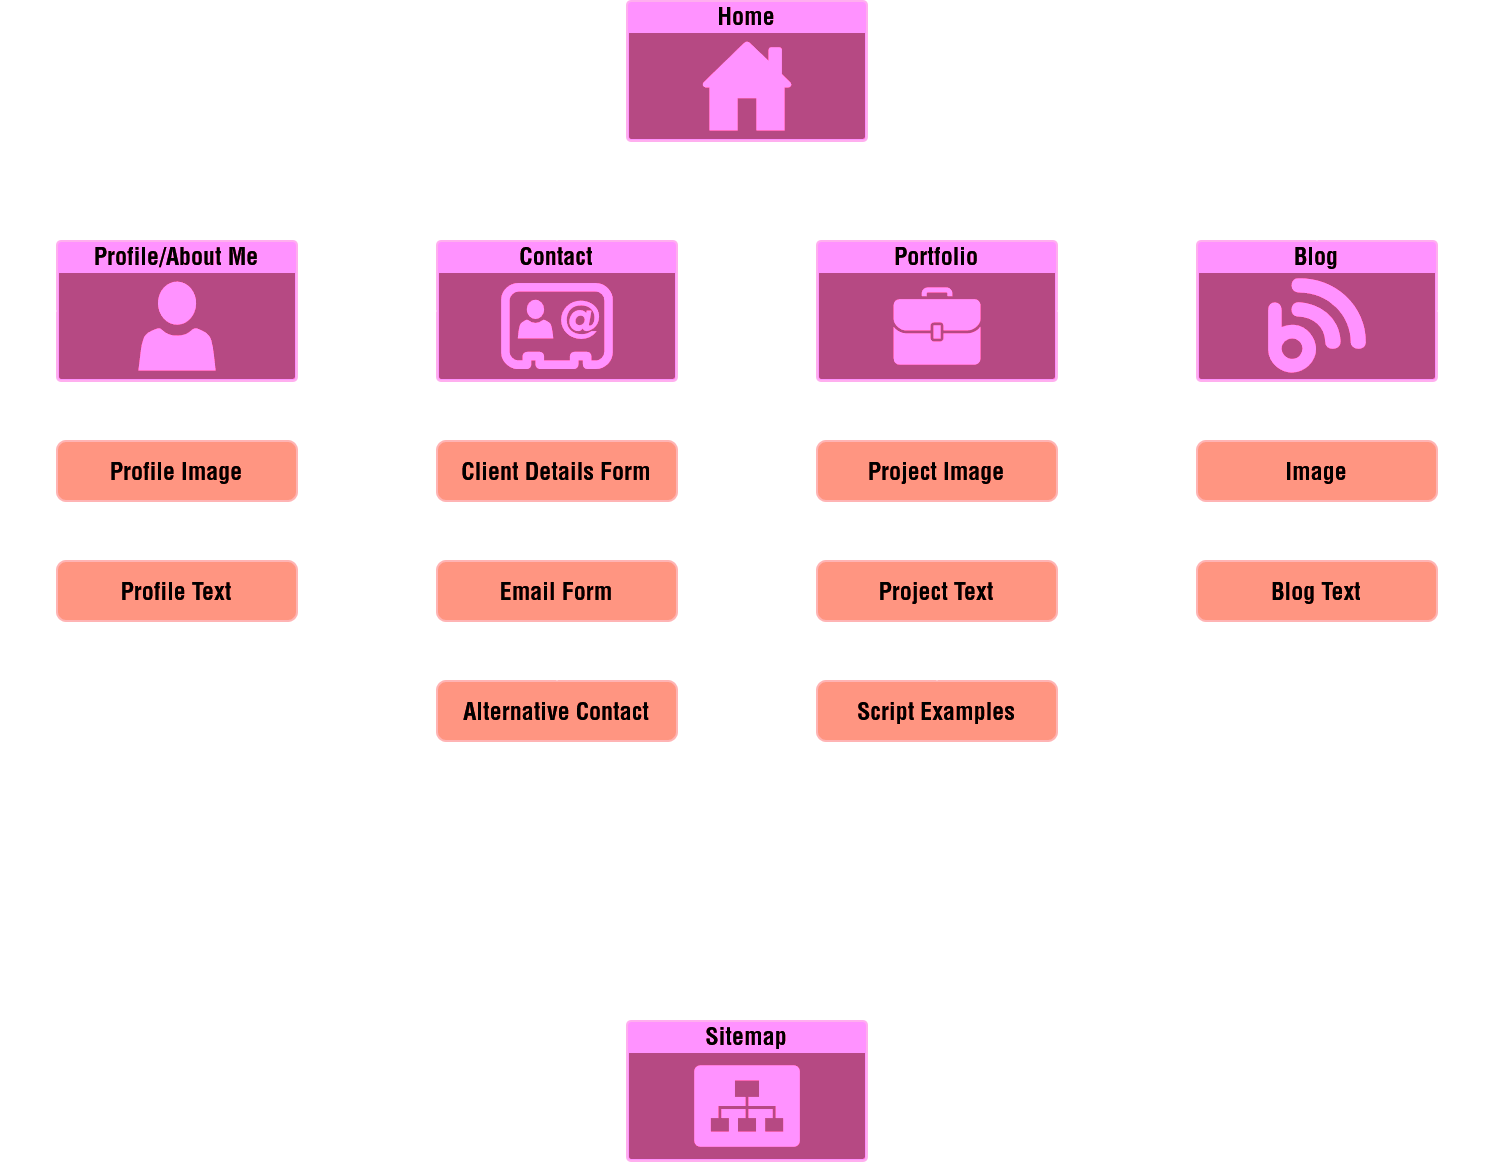 Home
Profile/About Me
Contact
Portfolio
Blog
Profile Image
Client Details Form
Project Image
Image
Profile Text
Email Form
Project Text
Blog Text
Alternative Contact
Script Examples
Sitemap